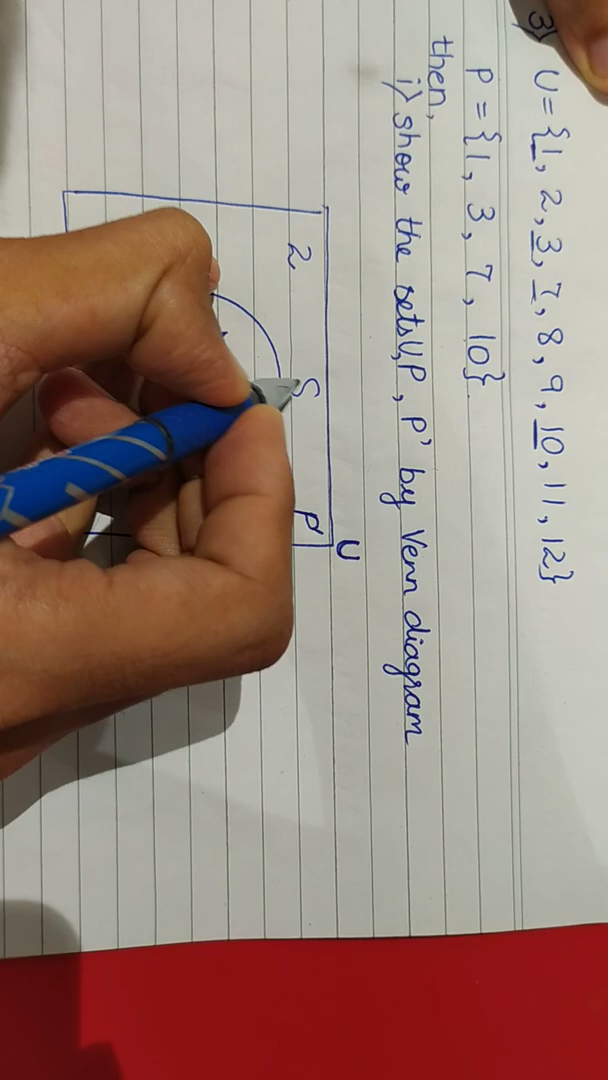 3) U = {1, 2, 3, 7, 8, 9, 10, 11, 12}
P = {1, 3, 7, 10}
then,
i) show the sets U, P, P' by Venn diagram
U
2 P'